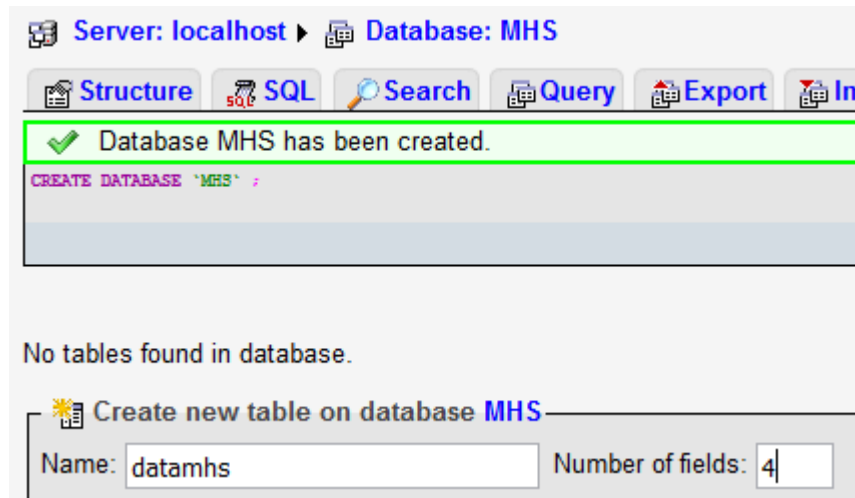 Server: localhost Database: MHS
Structure SQL Search Query Export In
Database MHS has been created.
CREATE DATABASE `MHS` ;
No tables found in database.
Create new table on database MHS
Name: datamhs Number of fields: 4